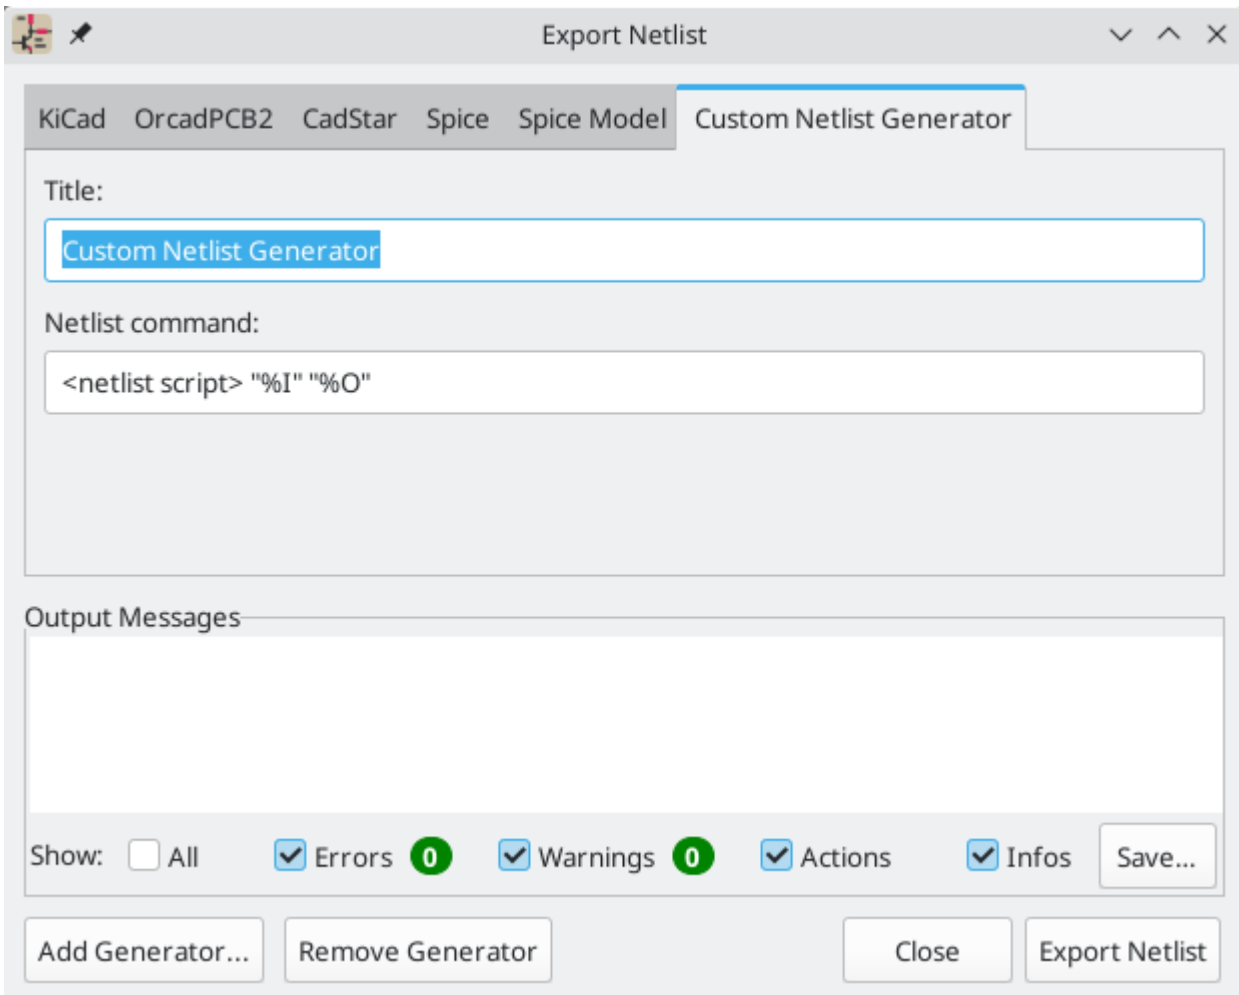 Export Netlist
KiCad OrcadPCB2 CadStar Spice Spice Model Custom Netlist Generator
Title:
Custom Netlist Generator
Netlist command:
<netlist script> "%I" "%O"
Output Messages
Show: All Errors 0 Warnings 0 Actions Infos Save...
Add Generator... Remove Generator Close Export Netlist